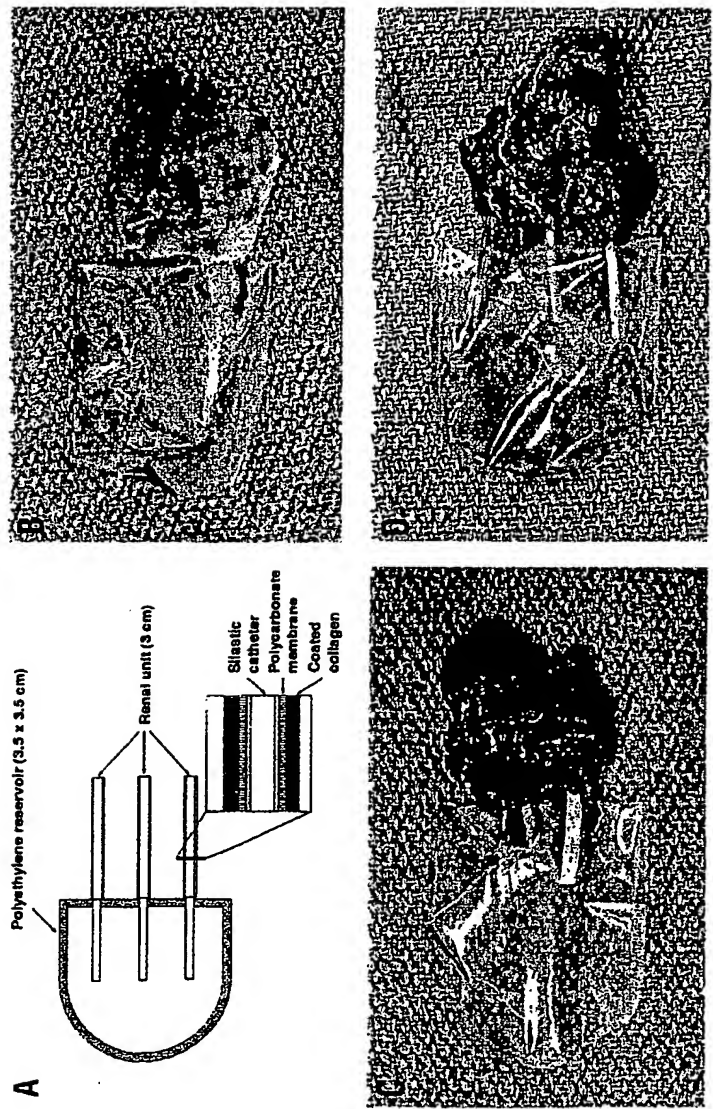 A
Polyethylene reservoir (3.5 x 3.5 cm)
Renal unit (3 cm)
Silastic
catheter
Polycarbonate
membrane
Coated
collagen
B
C
D